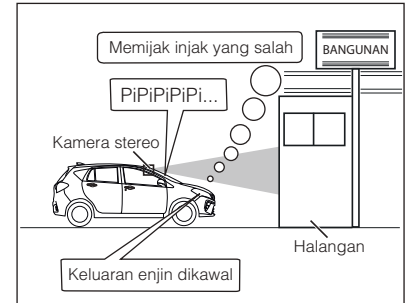 Memijak injak yang salah
BANGUNAN
PiPiPiPiPi...
Kamera stereo
Halangan
Keluaran enjin dikawal